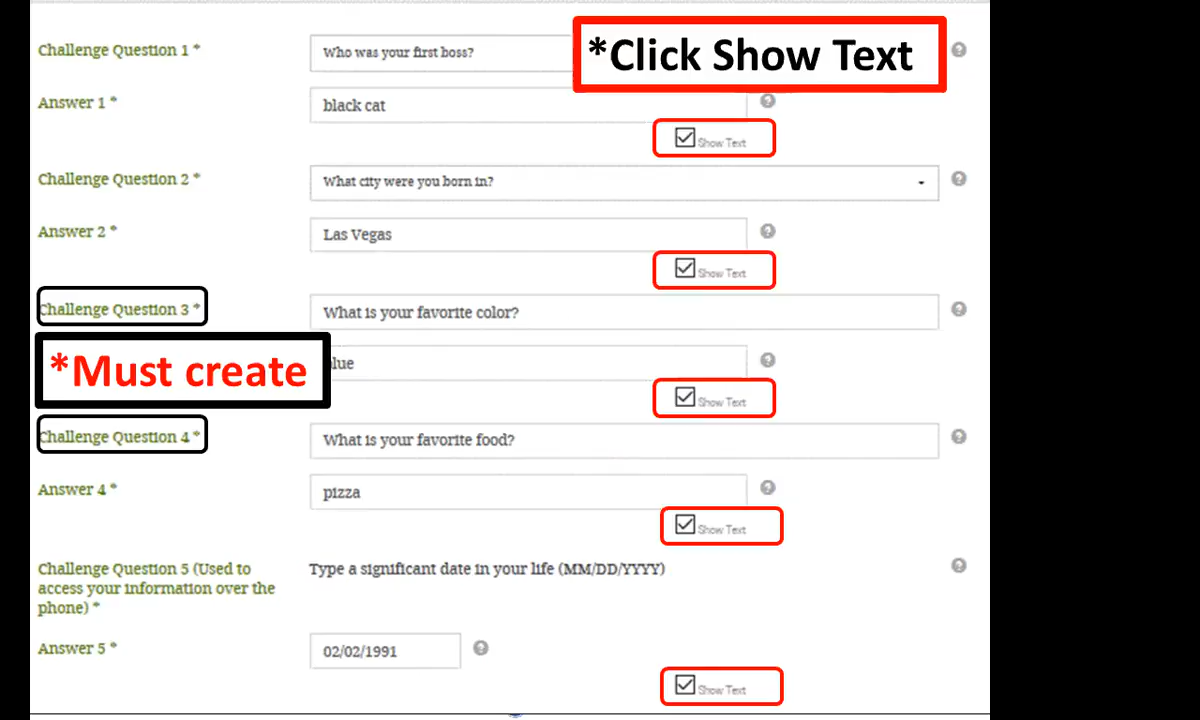 Challenge Question 1 *
Who was your first boss?
*Click Show Text
Answer 1 *
black cat
Show Text
Challenge Question 2 *
What city were you born in?
Answer 2 *
Las Vegas
Show Text
Challenge Question 3 *
What is your favorite color?
*Must create
lue
Show Text
Challenge Question 4 *
What is your favorite food?
Answer 4 *
pizza
Show Text
Challenge Question 5 (Used to
access your information over the
phone) *
Type a significant date in your life (MM/DD/YYYY)
Answer 5 *
02/02/1991
Show Text